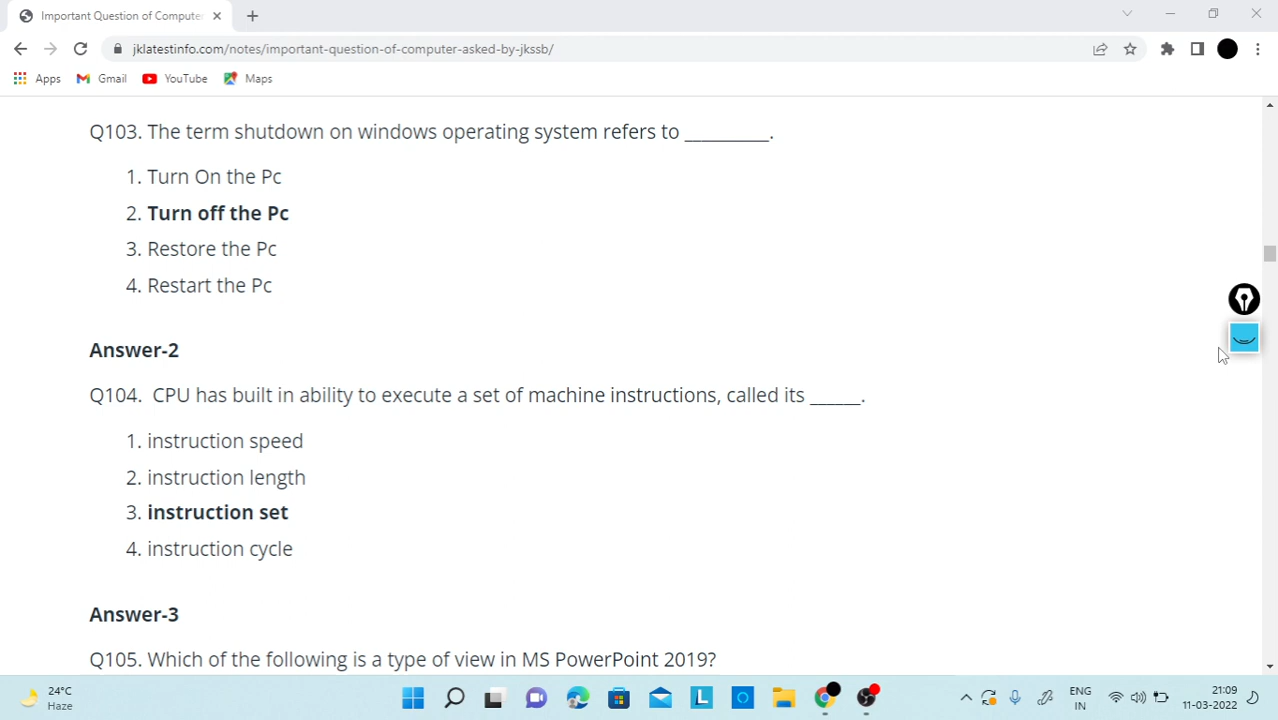 Important Question of Computer
jklatestinfo.com/notes/important-question-of-computer-asked-by-jkssb/
Apps Gmail YouTube Maps
Q103. The term shutdown on windows operating system refers to _________.
1. Turn On the Pc
2. Turn off the Pc
3. Restore the Pc
4. Restart the Pc
Answer-2
Q104. CPU has built in ability to execute a set of machine instructions, called its ______.
1. instruction speed
2. instruction length
3. instruction set
4. instruction cycle
Answer-3
Q105. Which of the following is a type of view in MS PowerPoint 2019?
24°C
Haze
L
ENG
IN
21:09
11-03-2022